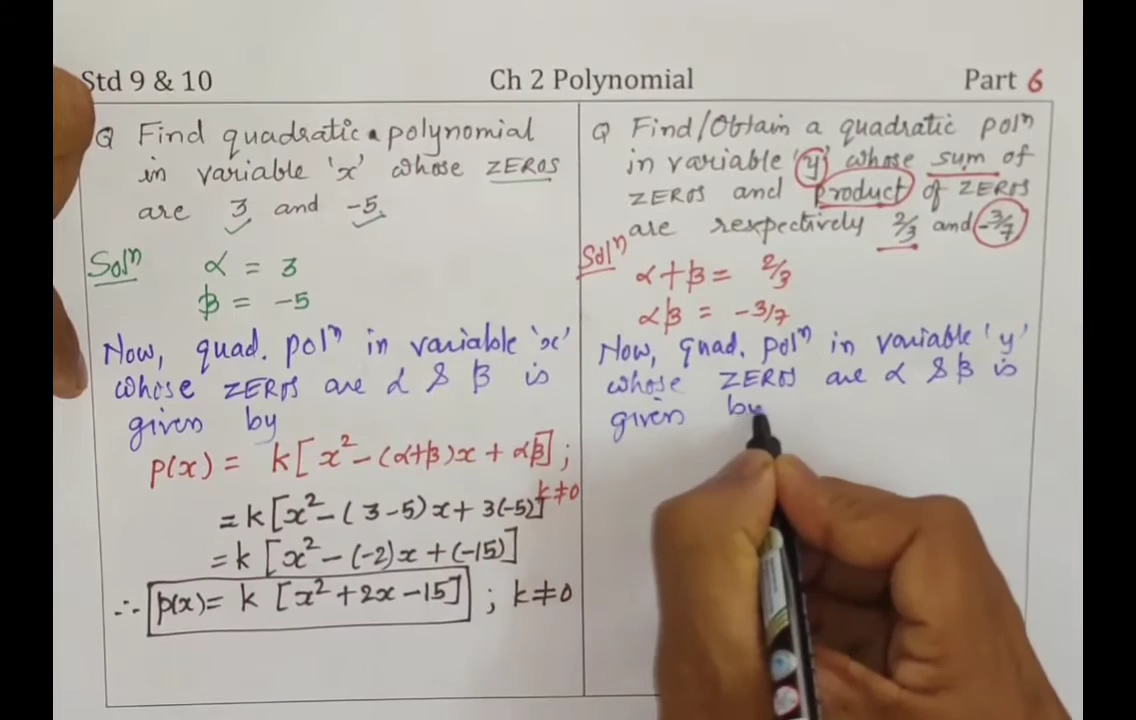 Std 9 & 10
Ch 2 Polynomial
Part 6
Q Find quadratic polynomial
in variable 'x' whose ZEROS
are 3 and -5.
Solⁿ α = 3
β = -5
Now, quad. polⁿ in variable 'x'
whose ZEROS are α & β is
given by
p(x) = k[x² - (α+β)x + αβ] ;
k≠0
= k[x² - (3-5)x + 3(-5)]
= k [x² - (-2)x + (-15)]
∴ p(x) = k [x² + 2x - 15] ; k≠0
Q Find/Obtain a quadratic polⁿ
in variable 'y' whose sum of
ZEROS and product of ZEROS
are respectively 2/3 and -3/7
Solⁿ
α+β = 2/3
αβ = -3/7
Now, quad. polⁿ in variable 'y'
whose ZEROS are α & β is
given by